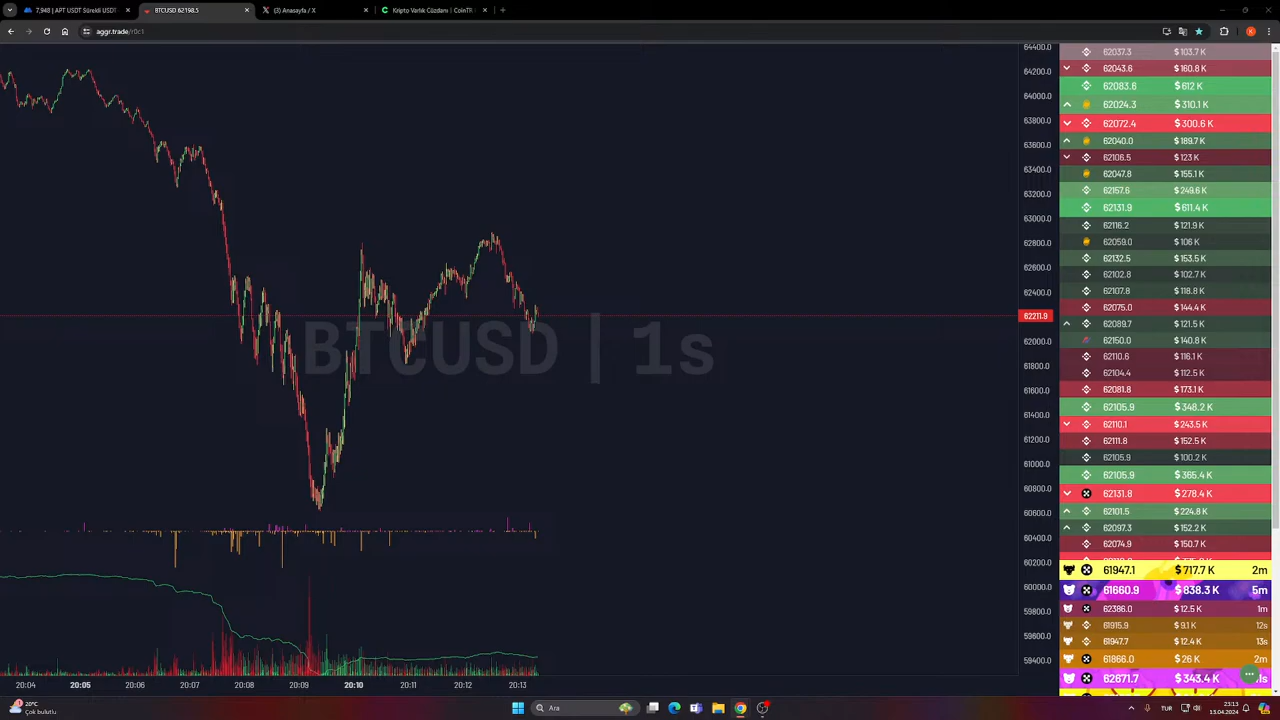 7,948 | APT USDT Sürekli USDT
BTCUSD 62198.5
(3) Anasayfa / X
Kripto Varlık Cüzdanı | CoinTR
aggr.trade/r0c1
64400.0
64200.0
64000.0
63800.0
63600.0
63400.0
63200.0
63000.0
62800.0
62600.0
62400.0
62211.9
62000.0
61800.0
61600.0
61400.0
61200.0
61000.0
60800.0
60600.0
60400.0
60200.0
60000.0
59800.0
59600.0
59400.0
BTCUSD | 1s
20:04 20:05 20:06 20:07 20:08 20:09 20:10 20:11 20:12 20:13
62037.3 $103.7 K
62043.6 $160.8 K
62083.6 $612 K
62024.3 $310.1 K
62072.4 $300.6 K
62040.0 $189.7 K
62106.5 $123 K
62047.8 $155.1 K
62157.6 $249.6 K
62131.9 $611.4 K
62116.2 $121.9 K
62059.0 $106 K
62132.5 $153.5 K
62102.8 $102.7 K
62107.8 $118.8 K
62075.0 $144.4 K
62089.7 $121.5 K
62150.0 $140.8 K
62110.6 $116.1 K
62104.4 $112.5 K
62081.8 $173.1 K
62105.9 $348.2 K
62110.1 $243.5 K
62111.8 $152.5 K
62105.9 $100.2 K
62105.9 $365.4 K
62131.8 $278.4 K
62101.5 $224.8 K
62097.3 $152.2 K
62074.9 $150.7 K
61947.1 $717.7 K 2m
61660.9 $838.3 K 5m
62386.0 $12.5 K 1m
61915.9 $9.1 K 12s
61947.7 $12.4 K 13s
61866.0 $26 K 2m
62871.7 $343.4 K
20°C
Çok bulutlu
Ara
TUR
23:13
13.04.2024